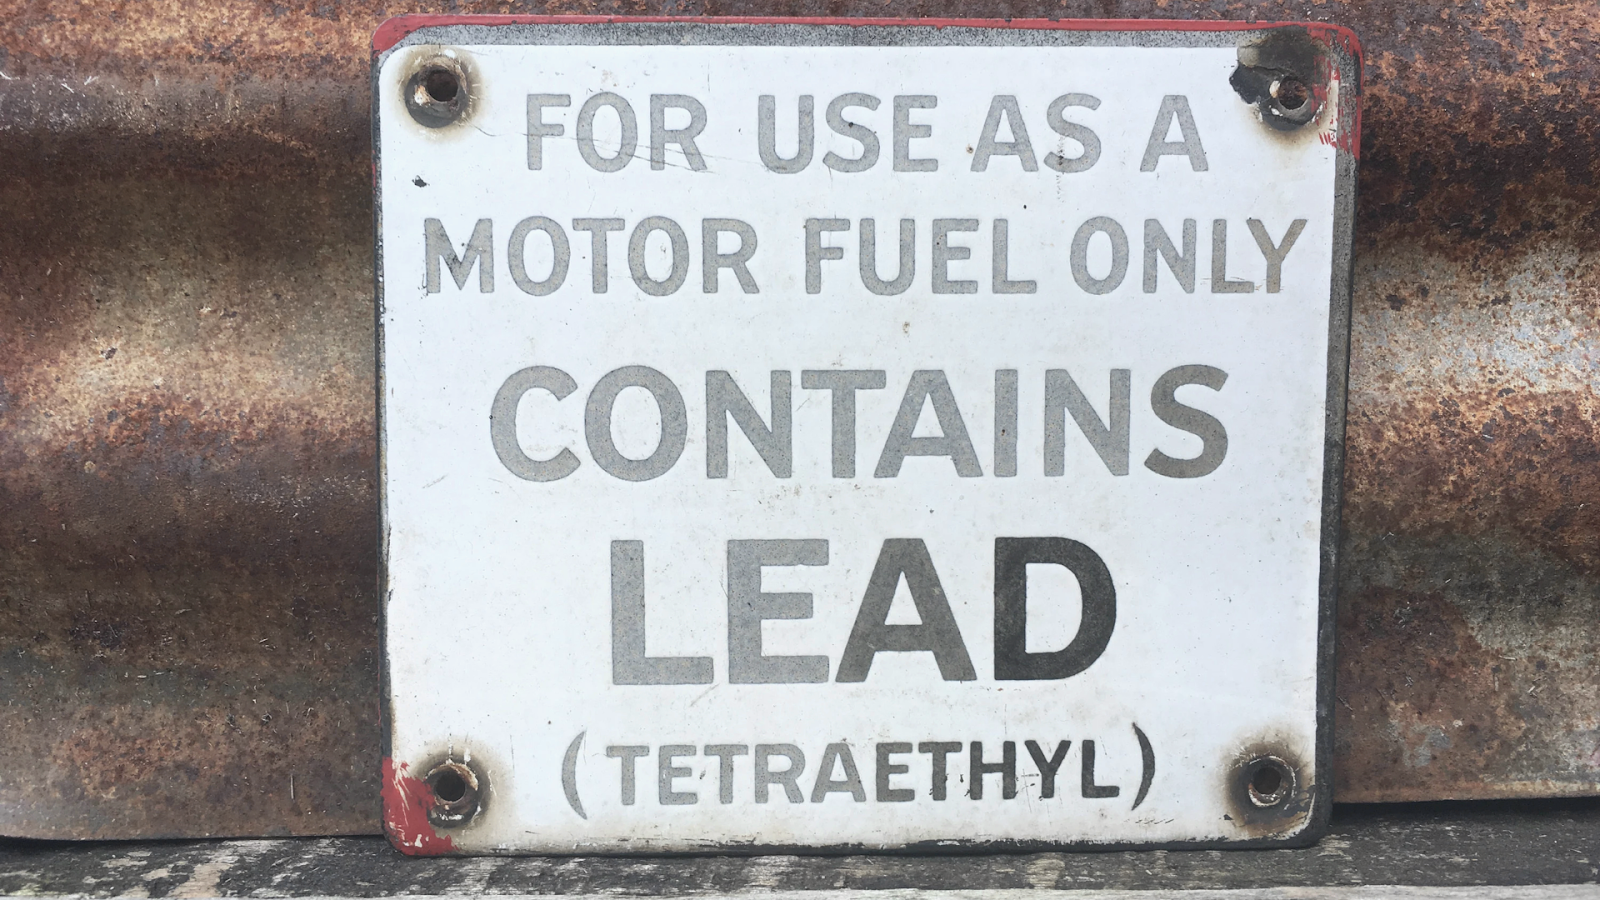 FOR USE AS A
MOTOR FUEL ONLY
CONTAINS
LEAD
(TETRAETHYL)